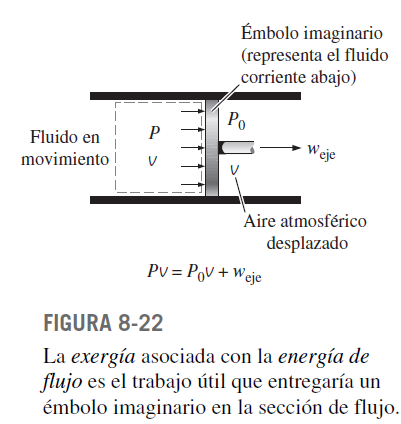 Émbolo imaginario
(representa el fluido
corriente abajo)
Fluido en
movimiento
P
v
P₀
w_eje
v
Aire atmosférico
desplazado
Pv = P₀v + w_eje
FIGURA 8-22
La exergía asociada con la energía de
flujo es el trabajo útil que entregaría un
émbolo imaginario en la sección de flujo.